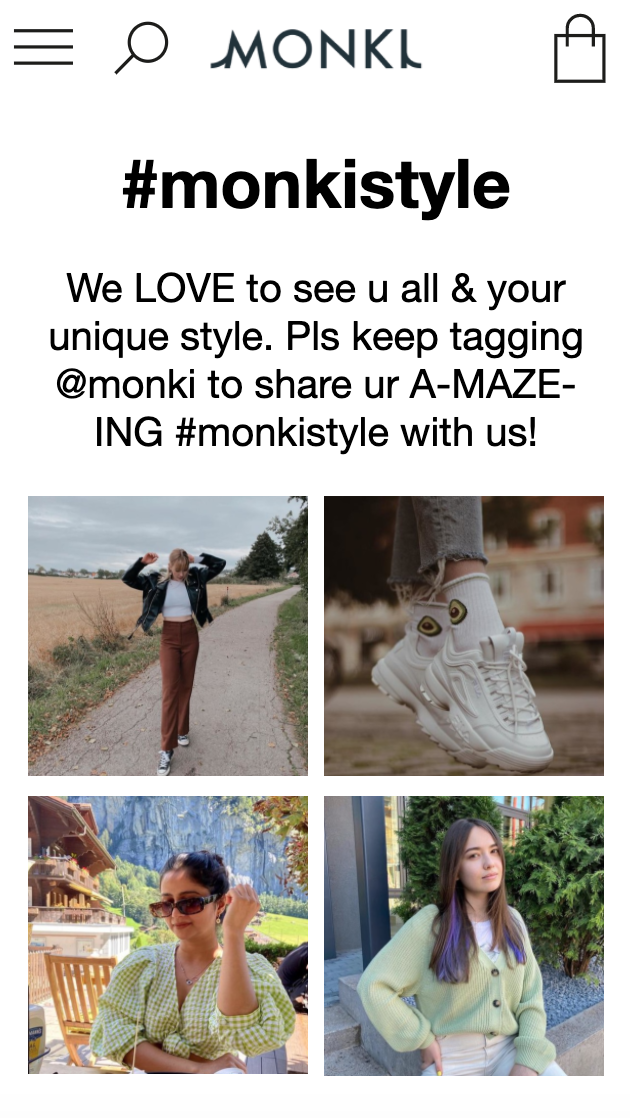 MONKI
#monkistyle
We LOVE to see u all & your
unique style. Pls keep tagging
@monki to share ur A-MAZE-
ING #monkistyle with us!